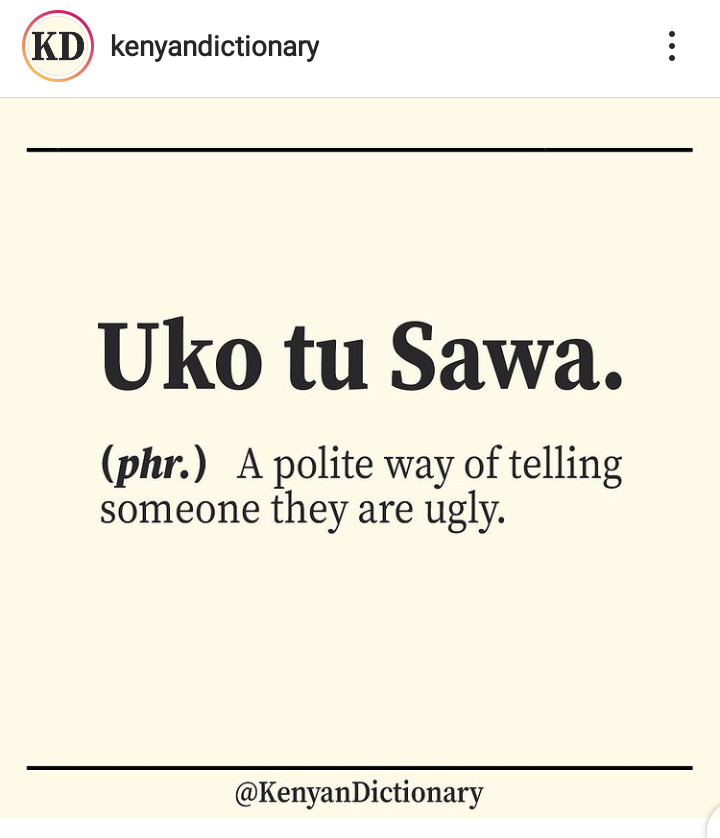 KD kenyandictionary
Uko tu Sawa.
(phr.) A polite way of telling
someone they are ugly.
@KenyanDictionary